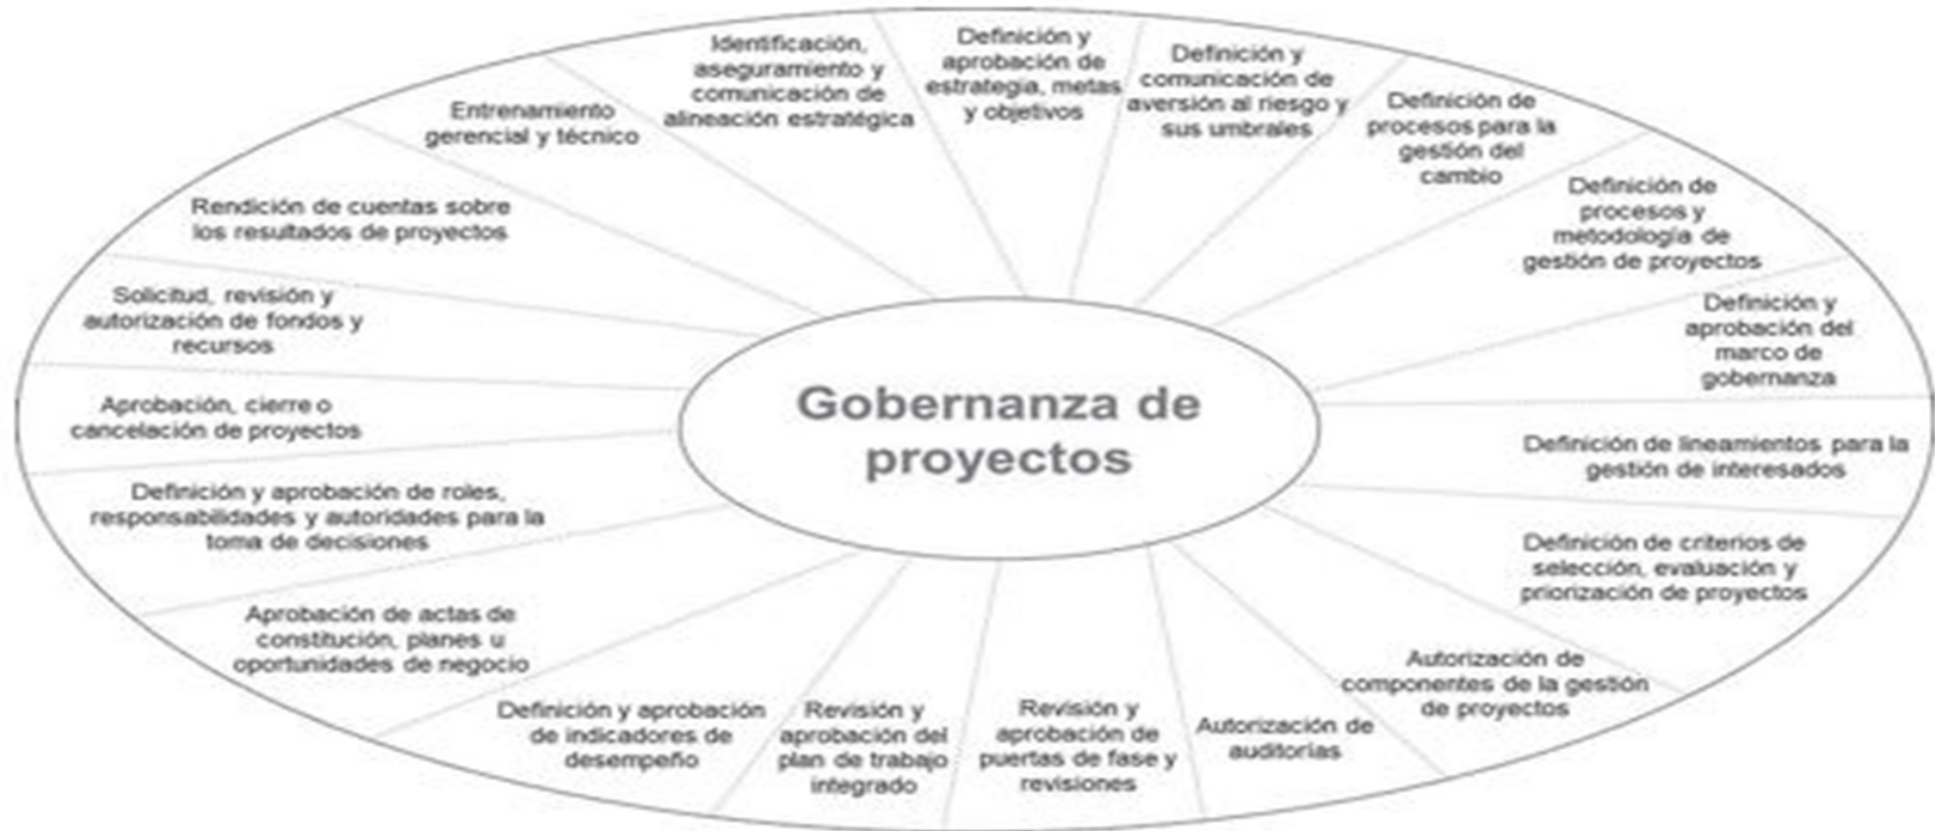 Definición y
aprobación de
estrategia, metas
y objetivos
Definición y
comunicación de
aversión al riesgo y
sus umbrales
Definición de
procesos para la
gestión del
cambio
Definición de
procesos y
metodología de
gestión de proyectos
Definición y
aprobación del
marco de
gobernanza
Definición de lineamientos para la
gestión de interesados
Definición de criterios de
selección, evaluación y
priorización de proyectos
Autorización de
componentes de la gestión
de proyectos
Autorización de
auditorías
Revisión y
aprobación de
puertas de fase y
revisiones
Revisión y
aprobación del
plan de trabajo
integrado
Definición y aprobación
de indicadores de
desempeño
Aprobación de actas de
constitución, planes u
oportunidades de negocio
Definición y aprobación de roles,
responsabilidades y autoridades para la
toma de decisiones
Aprobación, cierre o
cancelación de proyectos
Solicitud, revisión y
autorización de fondos y
recursos
Rendición de cuentas sobre
los resultados de proyectos
Entrenamiento
gerencial y técnico
Identificación,
aseguramiento y
comunicación de
alineación estratégica
Gobernanza de
proyectos